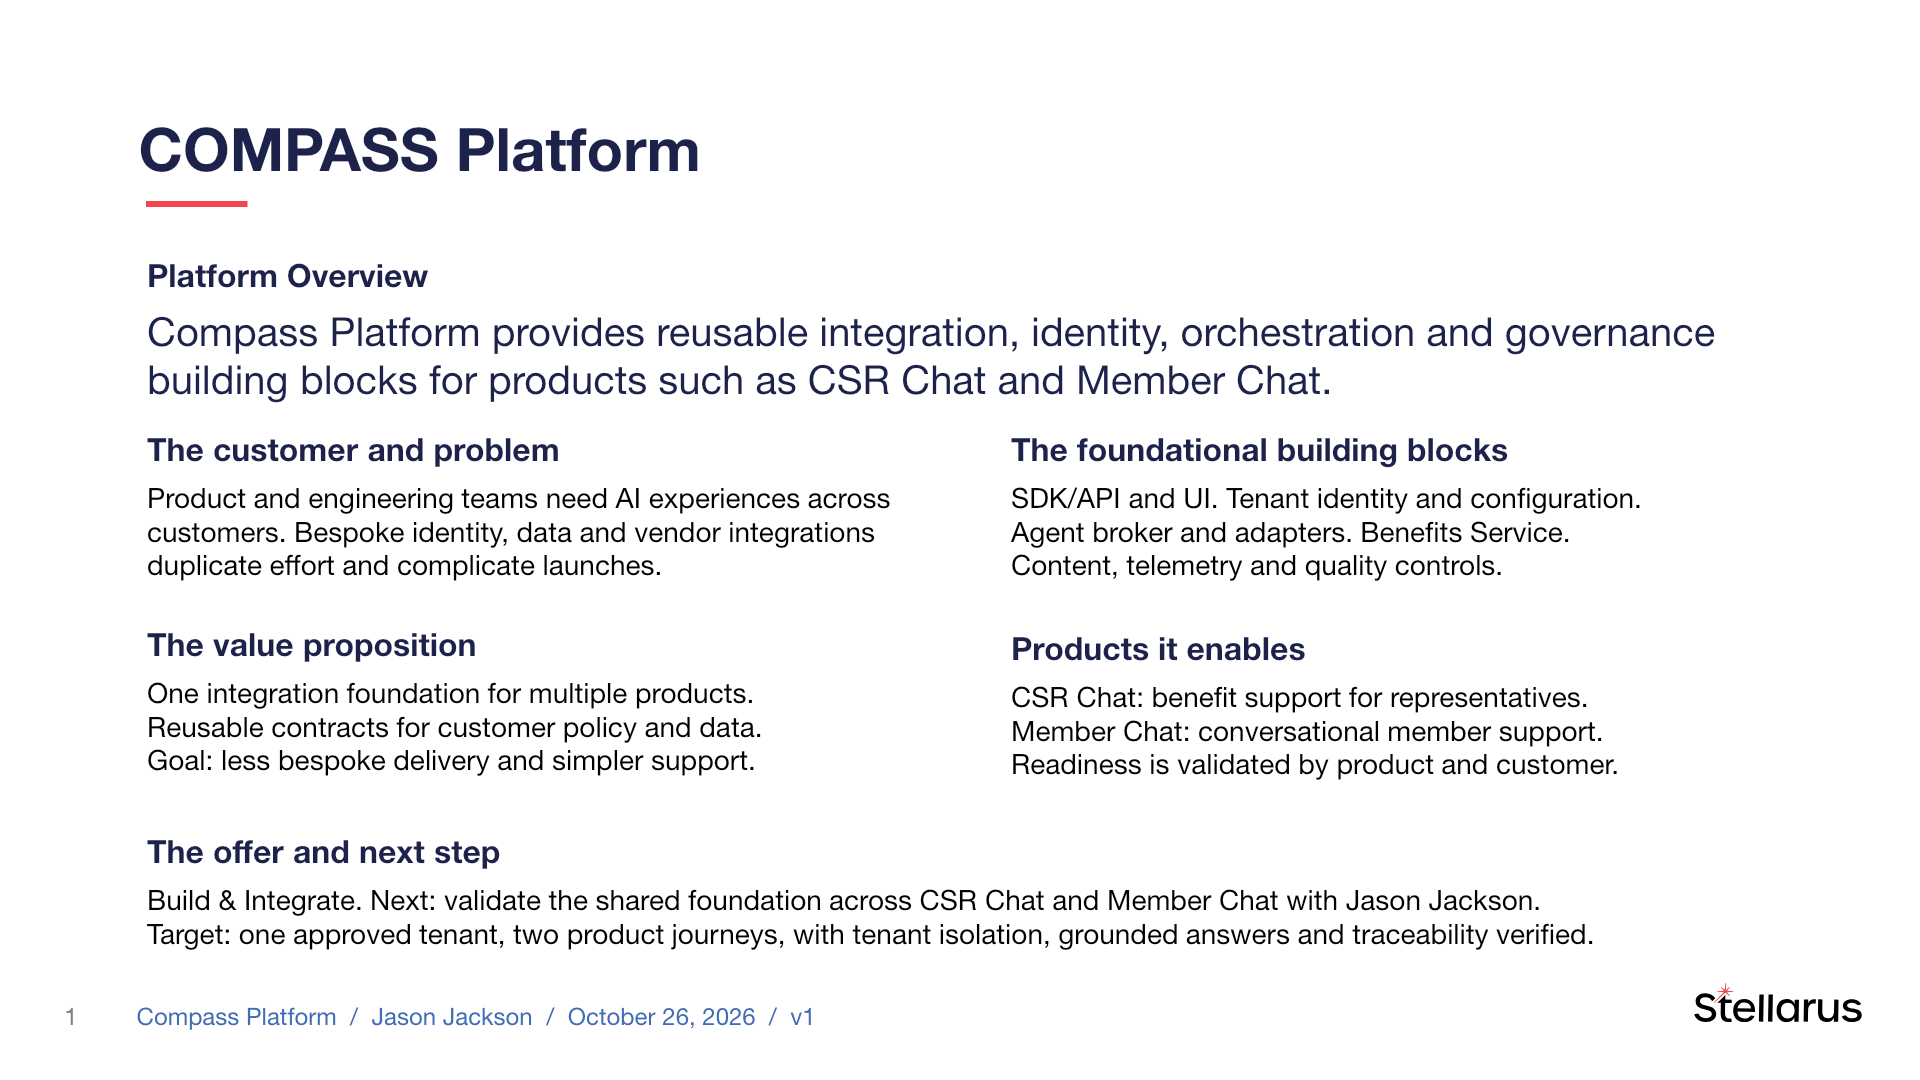 COMPASS Platform
Platform Overview
Compass Platform provides reusable integration, identity, orchestration and governance
building blocks for products such as CSR Chat and Member Chat.
The customer and problem
Product and engineering teams need AI experiences across
customers. Bespoke identity, data and vendor integrations
duplicate effort and complicate launches.
The value proposition
One integration foundation for multiple products.
Reusable contracts for customer policy and data.
Goal: less bespoke delivery and simpler support.
The foundational building blocks
SDK/API and UI. Tenant identity and configuration.
Agent broker and adapters. Benefits Service.
Content, telemetry and quality controls.
Products it enables
CSR Chat: benefit support for representatives.
Member Chat: conversational member support.
Readiness is validated by product and customer.
The offer and next step
Build & Integrate. Next: validate the shared foundation across CSR Chat and Member Chat with Jason Jackson.
Target: one approved tenant, two product journeys, with tenant isolation, grounded answers and traceability verified.
1
Compass Platform / Jason Jackson / October 26, 2026 / v1
Stellarus